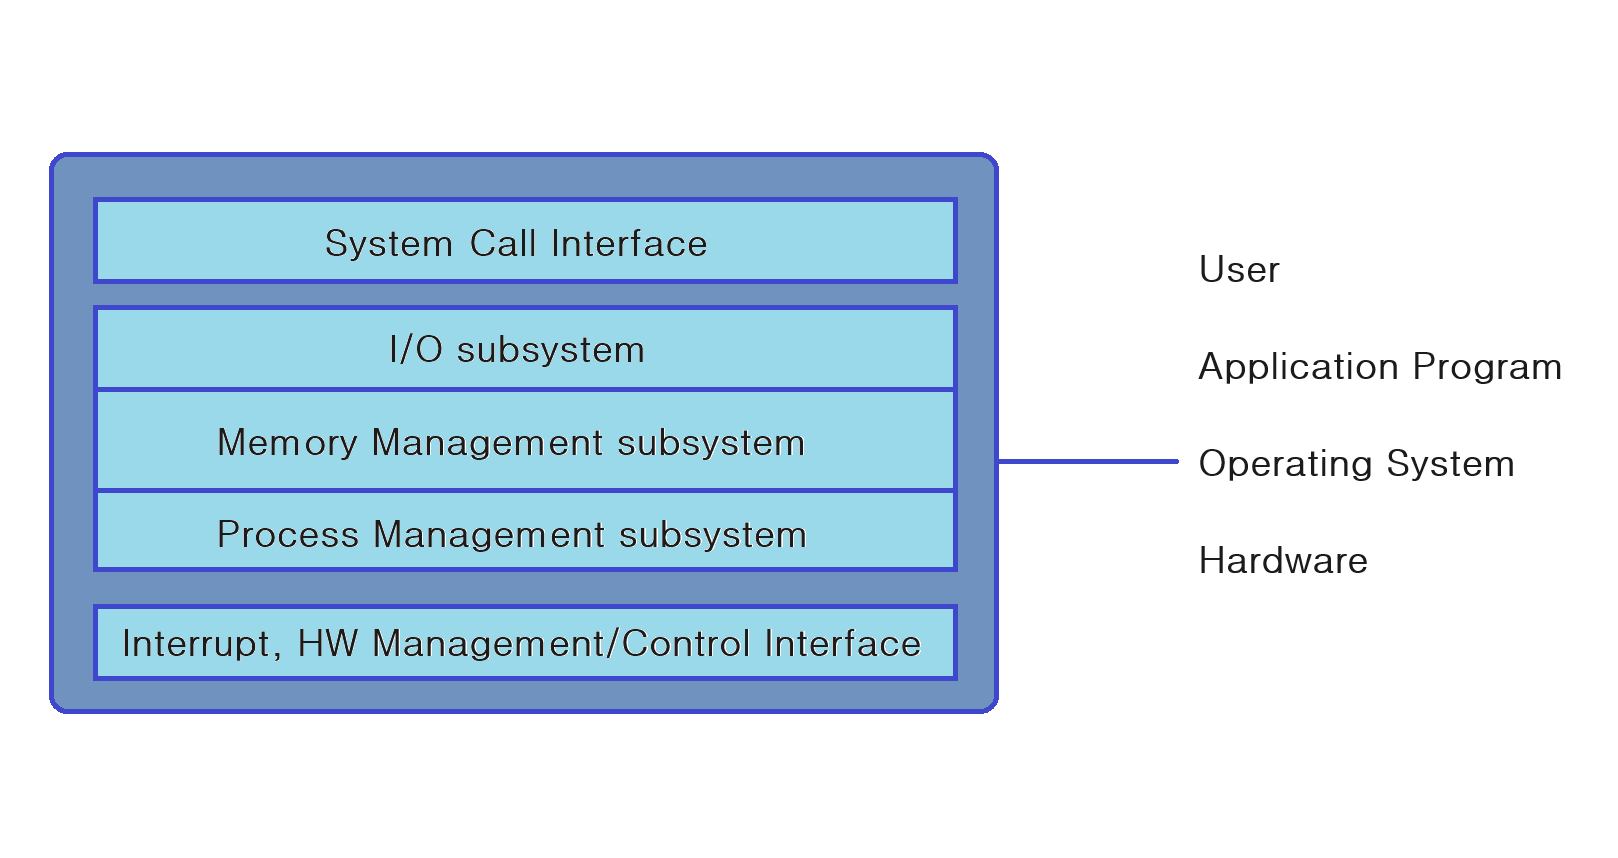 System Call Interface
I/O subsystem
Memory Management subsystem
Process Management subsystem
Interrupt, HW Management/Control Interface
User
Application Program
Operating System
Hardware